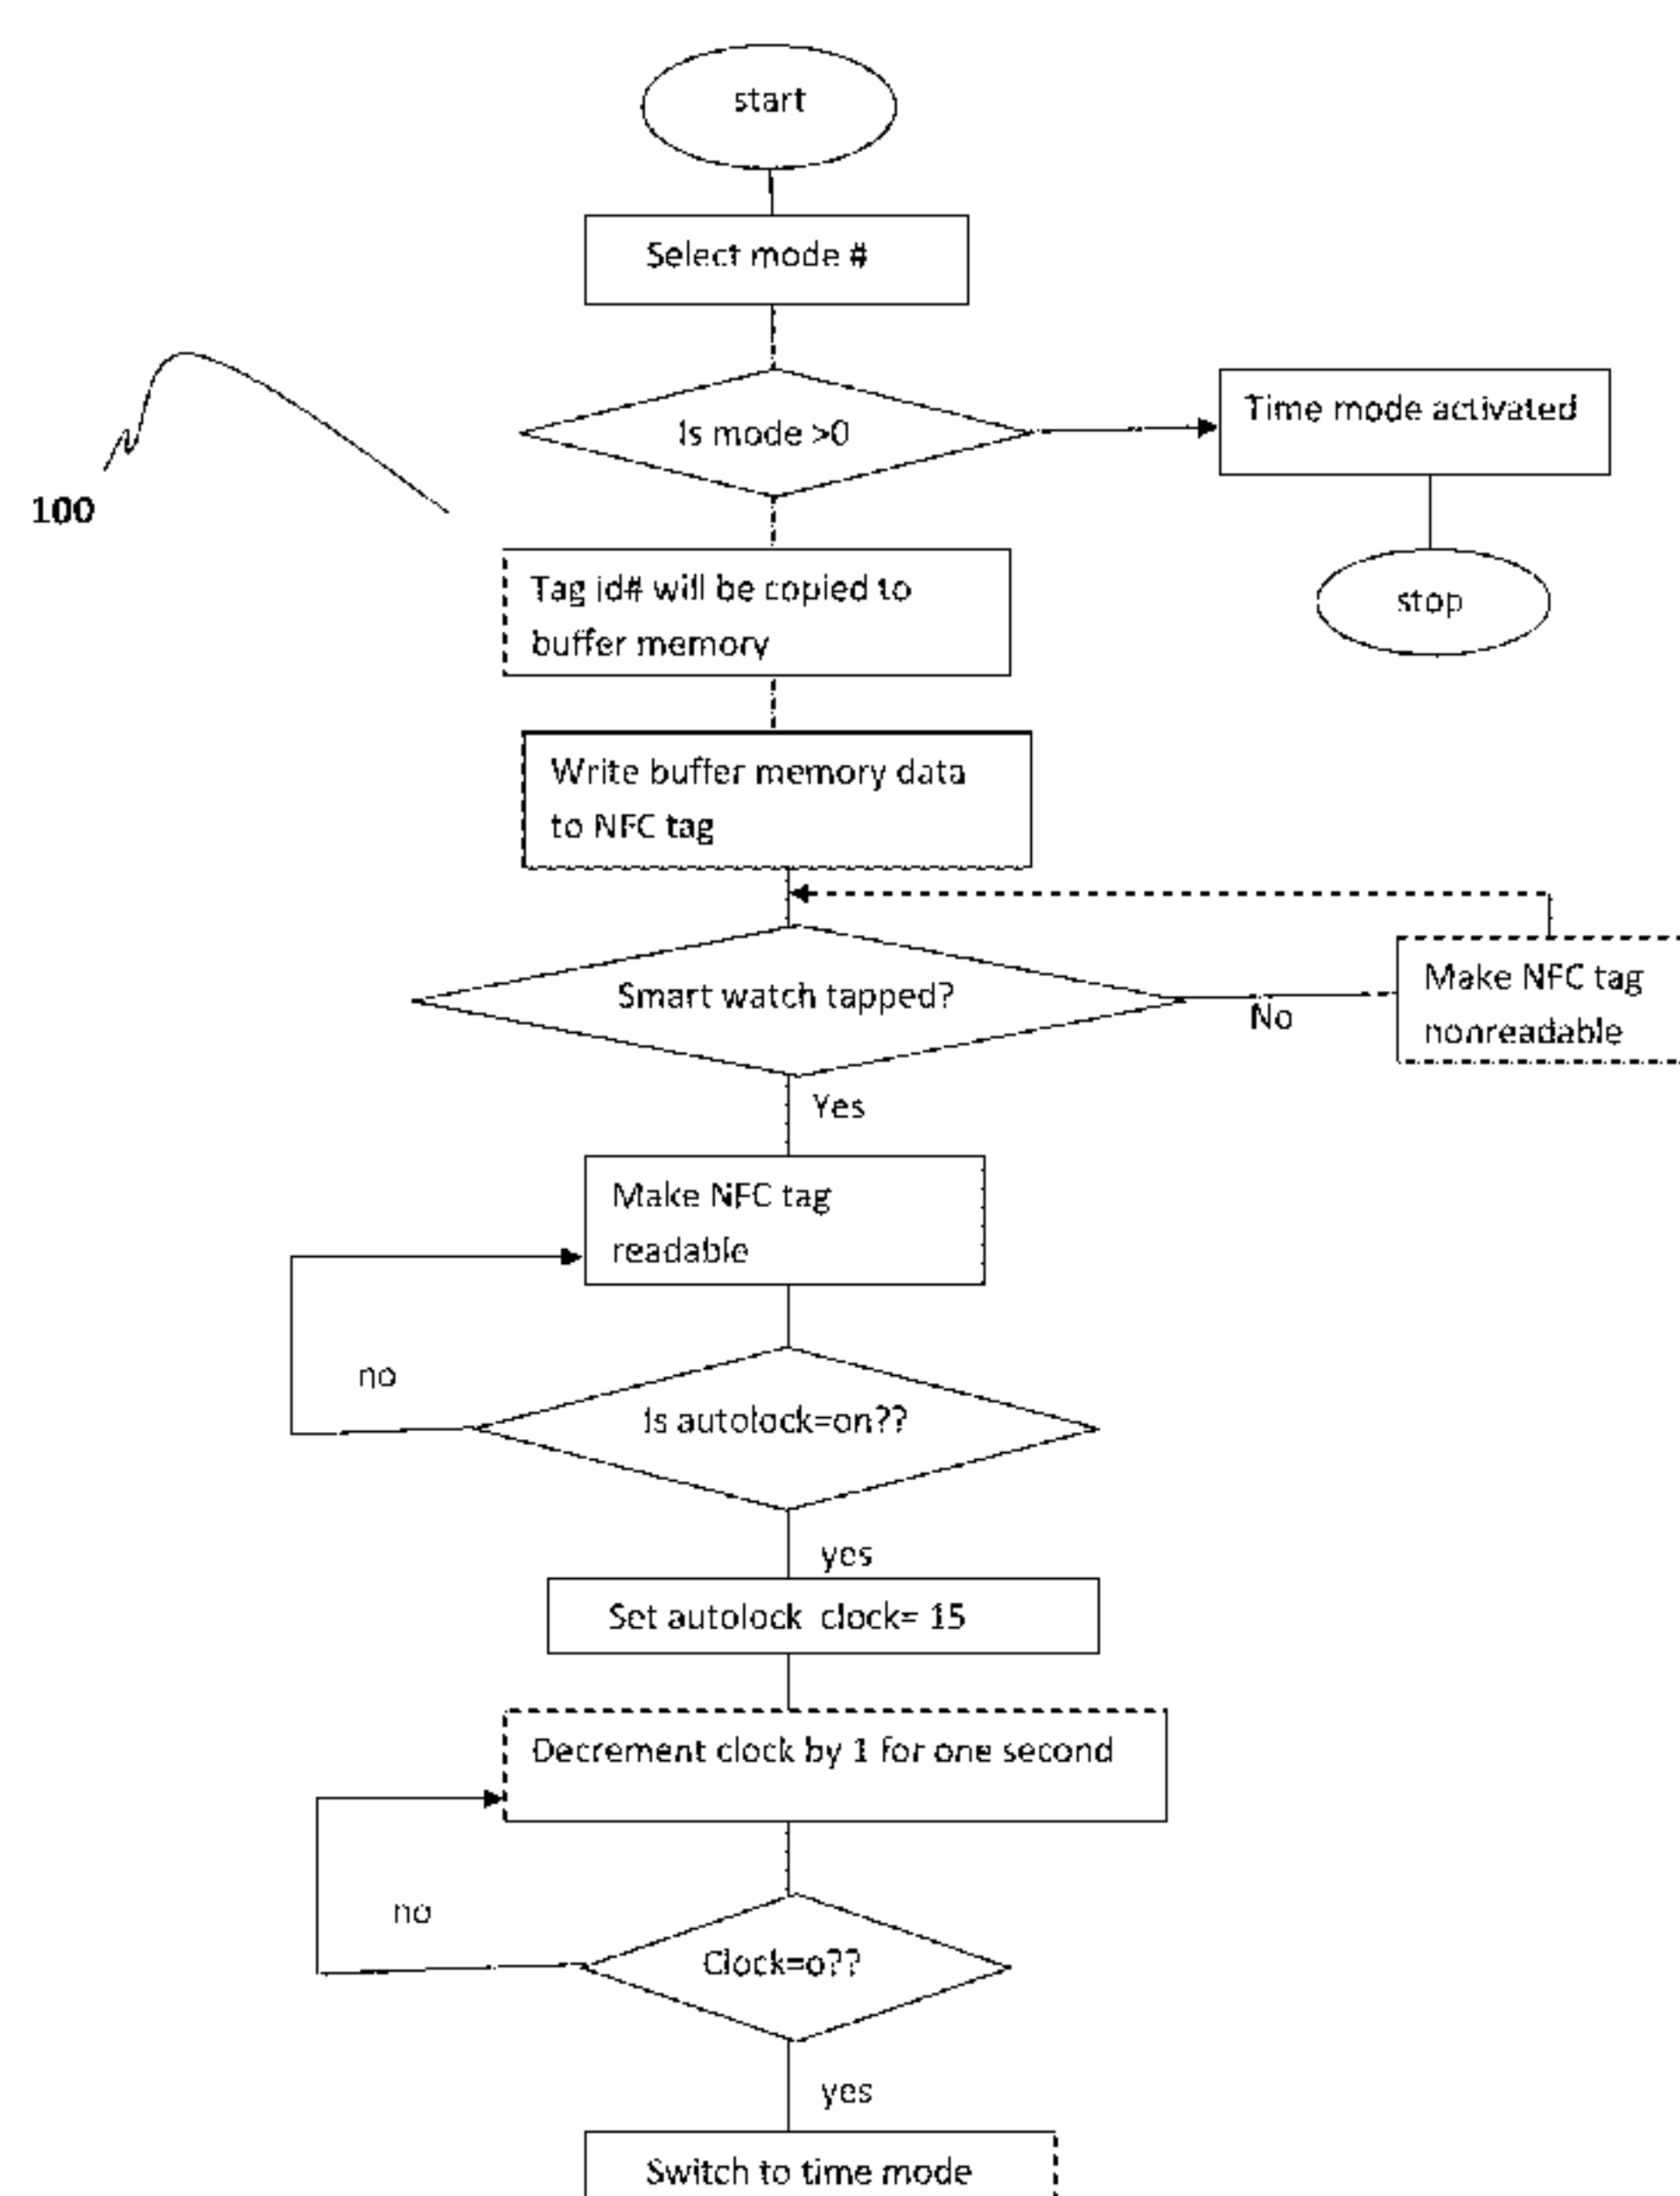 start
Select mode #
Is mode >0
Time mode activated
100
stop
Tag id# will be copied to
buffer memory
Write buffer memory data
to NFC tag
Smart watch tapped?
No
Make NFC tag
nonreadable
Yes
Make NFC tag
readable
no
Is autolock=on??
yes
Set autolock clock= 15
Decrement clock by 1 for one second
no
Clock=o??
yes
Switch to time mode